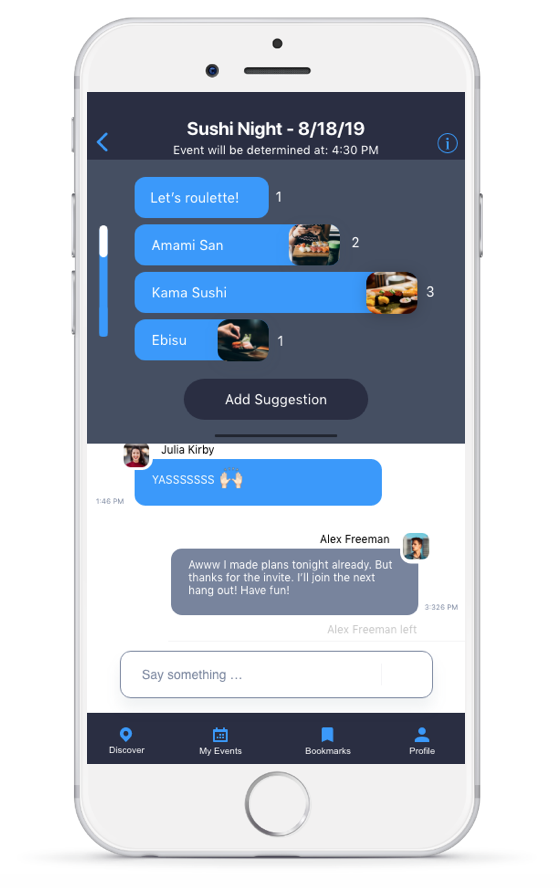 Sushi Night - 8/18/19
Event will be determined at: 4:30 PM
i
Let's roulette! 1
Amami San 2
Kama Sushi 3
Ebisu 1
Add Suggestion
Julia Kirby
YASSSSSSS 🙌🏻
1:46 PM
Alex Freeman
Awww I made plans tonight already. But
thanks for the invite. I'll join the next
hang out! Have fun!
3:326 PM
Alex Freeman left
Say something ...
Discover My Events Bookmarks Profile